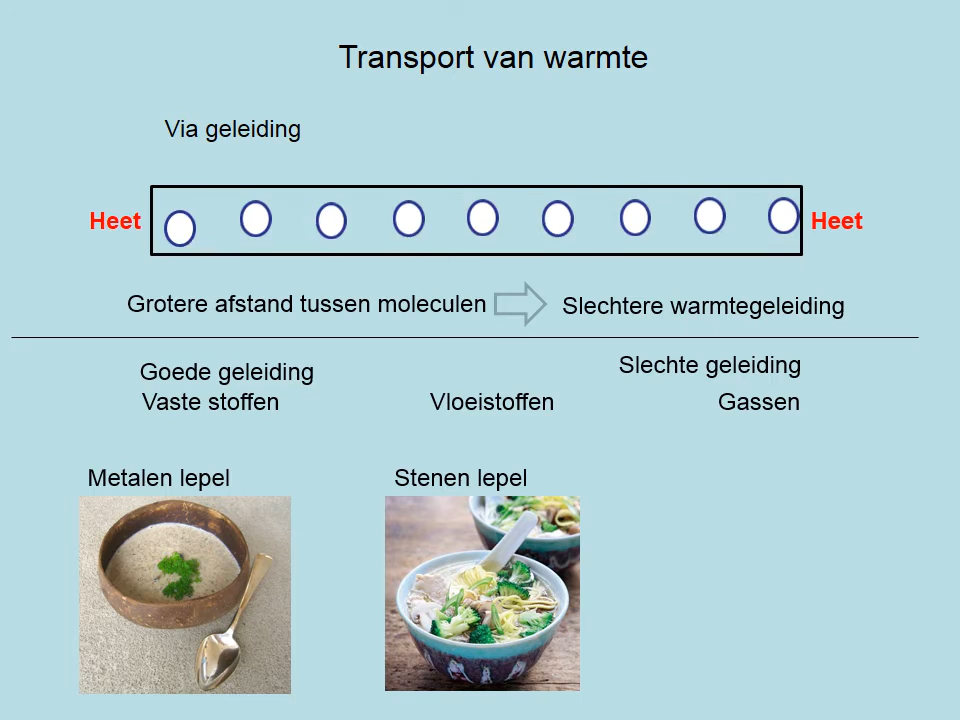 Transport van warmte
Via geleiding
Heet
Heet
Grotere afstand tussen moleculen
Slechtere warmtegeleiding
Goede geleiding
Slechte geleiding
Vaste stoffen
Vloeistoffen
Gassen
Metalen lepel
Stenen lepel